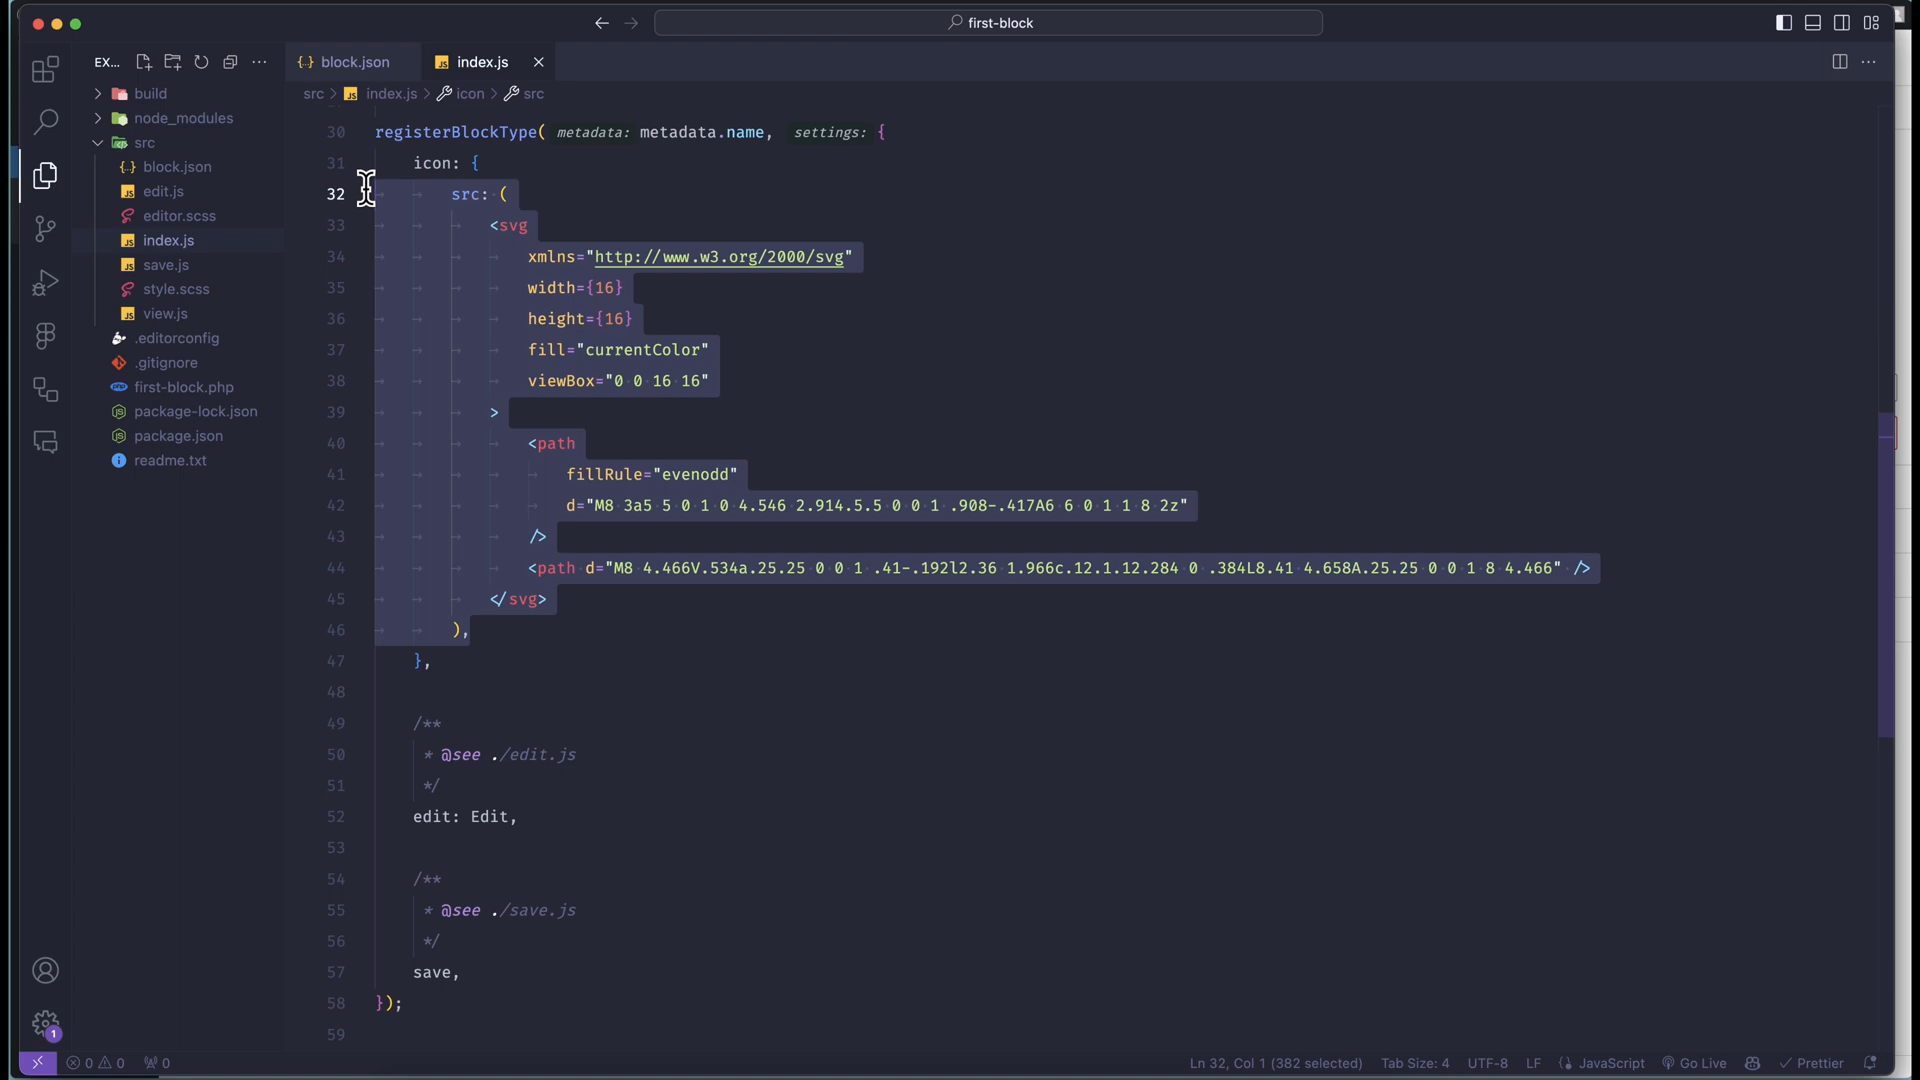 first-block
EX...
block.json
index.js
build
src > index.js > icon > src
node_modules
src
block.json
edit.js
editor.scss
index.js
save.js
style.scss
view.js
.editorconfig
.gitignore
first-block.php
package-lock.json
package.json
readme.txt
30 registerBlockType( metadata: metadata.name, settings: {
31 icon: {
32 src: (
33 <svg
34 xmlns="http://www.w3.org/2000/svg"
35 width={16}
36 height={16}
37 fill="currentColor"
38 viewBox="0 0 16 16"
39 >
40 <path
41 fillRule="evenodd"
42 d="M8 3a5 5 0 1 0 4.546 2.914.5.5 0 0 1 .908-.417A6 6 0 1 1 8 2z"
43 />
44 <path d="M8 4.466V.534a.25.25 0 0 1 .41-.192l2.36 1.966c.12.1.12.284 0 .384L8.41 4.658A.25.25 0 0 1 8 4.466" />
45 </svg>
46 ),
47 },
48
49 /**
50 * @see ./edit.js
51 */
52 edit: Edit,
53
54 /**
55 * @see ./save.js
56 */
57 save,
58 });
59
1
0 0 0
Ln 32, Col 1 (382 selected)
Tab Size: 4
UTF-8
LF
JavaScript
Go Live
Prettier